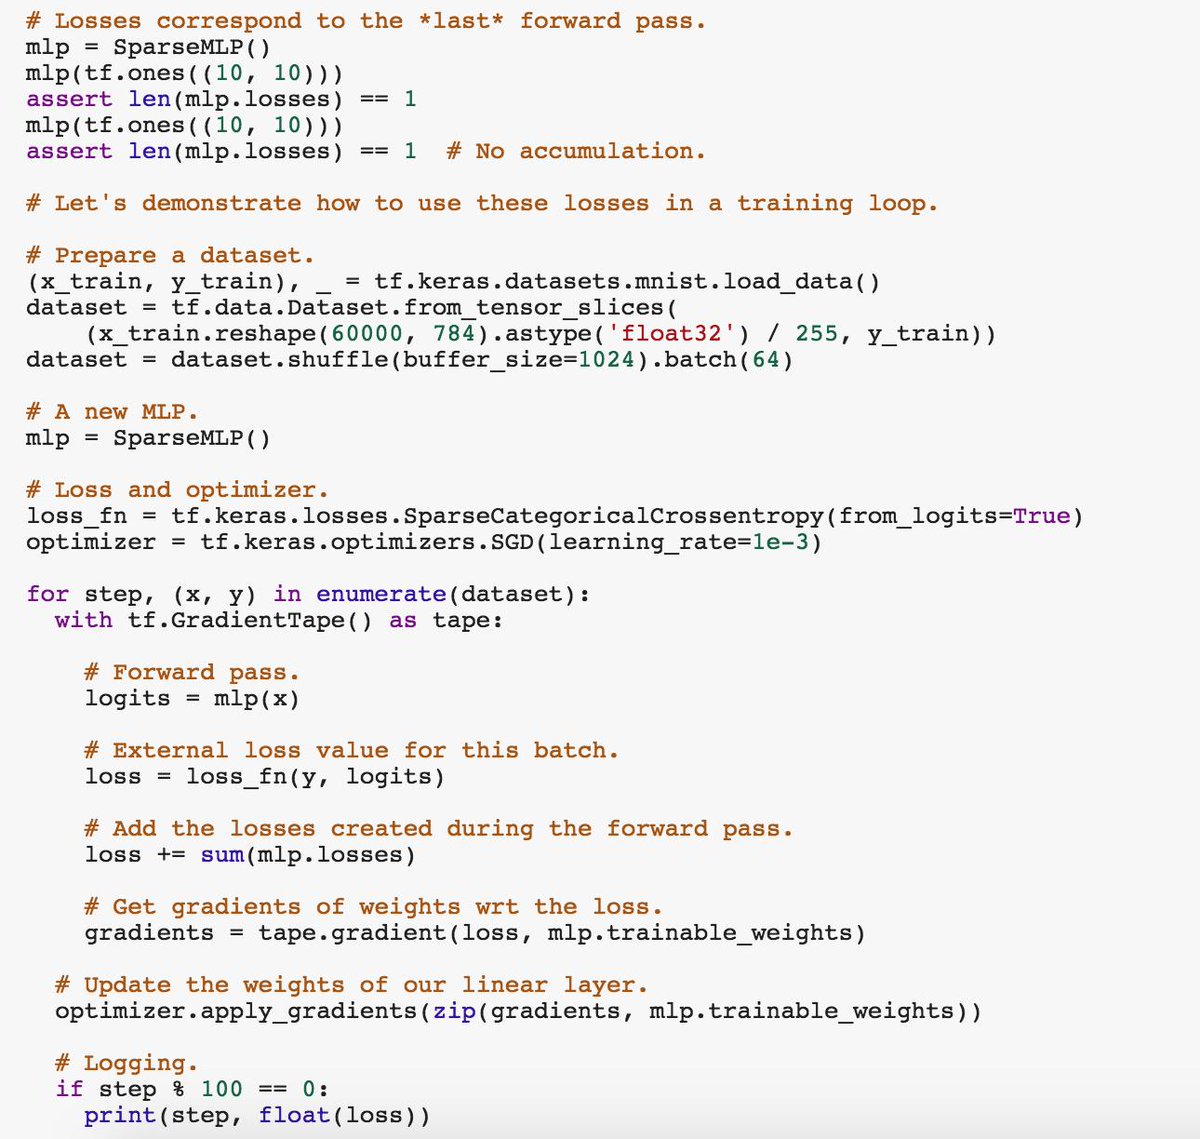 # Losses correspond to the *last* forward pass.
mlp = SparseMLP()
mlp(tf.ones((10, 10)))
assert len(mlp.losses) == 1
mlp(tf.ones((10, 10)))
assert len(mlp.losses) == 1  # No accumulation.

# Let's demonstrate how to use these losses in a training loop.

# Prepare a dataset.
(x_train, y_train), _ = tf.keras.datasets.mnist.load_data()
dataset = tf.data.Dataset.from_tensor_slices(
    (x_train.reshape(60000, 784).astype('float32') / 255, y_train))
dataset = dataset.shuffle(buffer_size=1024).batch(64)

# A new MLP.
mlp = SparseMLP()

# Loss and optimizer.
loss_fn = tf.keras.losses.SparseCategoricalCrossentropy(from_logits=True)
optimizer = tf.keras.optimizers.SGD(learning_rate=1e-3)

for step, (x, y) in enumerate(dataset):
  with tf.GradientTape() as tape:

    # Forward pass.
    logits = mlp(x)

    # External loss value for this batch.
    loss = loss_fn(y, logits)

    # Add the losses created during the forward pass.
    loss += sum(mlp.losses)

    # Get gradients of weights wrt the loss.
    gradients = tape.gradient(loss, mlp.trainable_weights)

  # Update the weights of our linear layer.
  optimizer.apply_gradients(zip(gradients, mlp.trainable_weights))

  # Logging.
  if step % 100 == 0:
    print(step, float(loss))